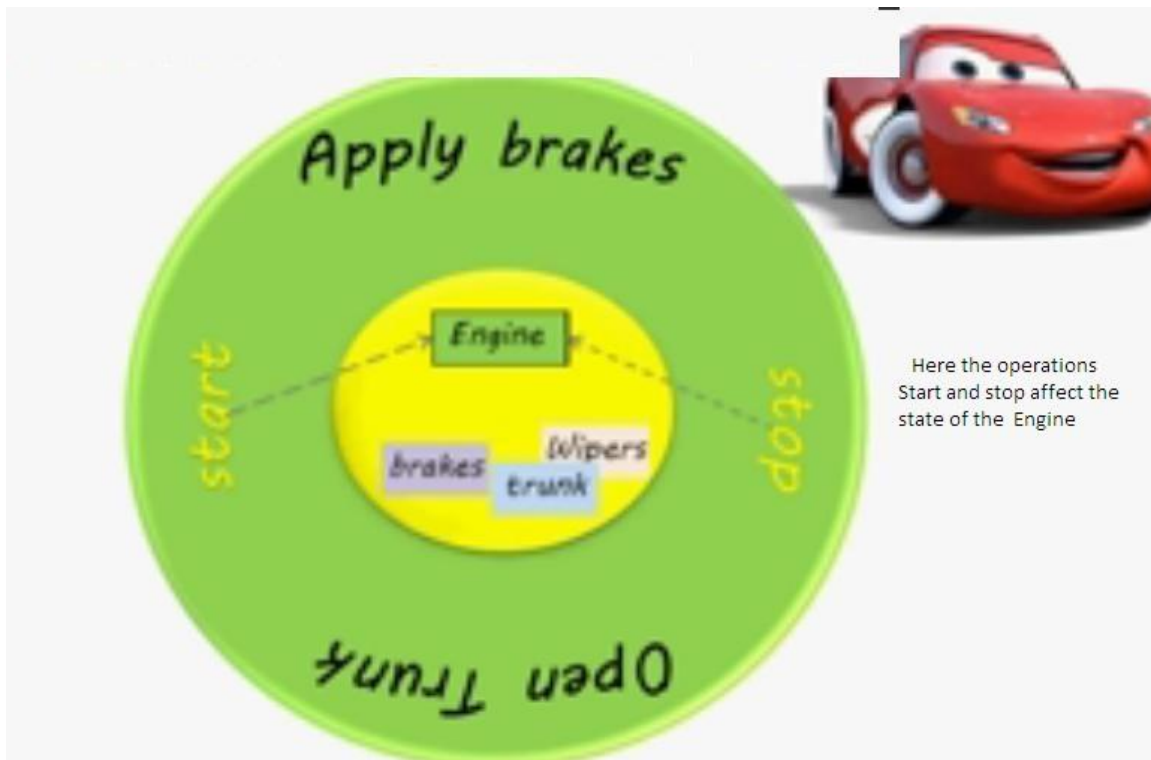 Apply brakes
Engine
start
stop
Here the operations
Start and stop affect the
state of the Engine
Wipers
brakes
trunk
Open Trunk